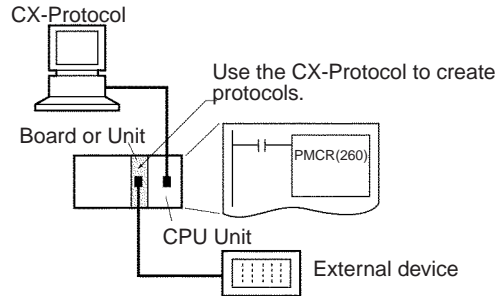 CX-Protocol
Use the CX-Protocol to create
protocols.
Board or Unit
PMCR(260)
CPU Unit
External device